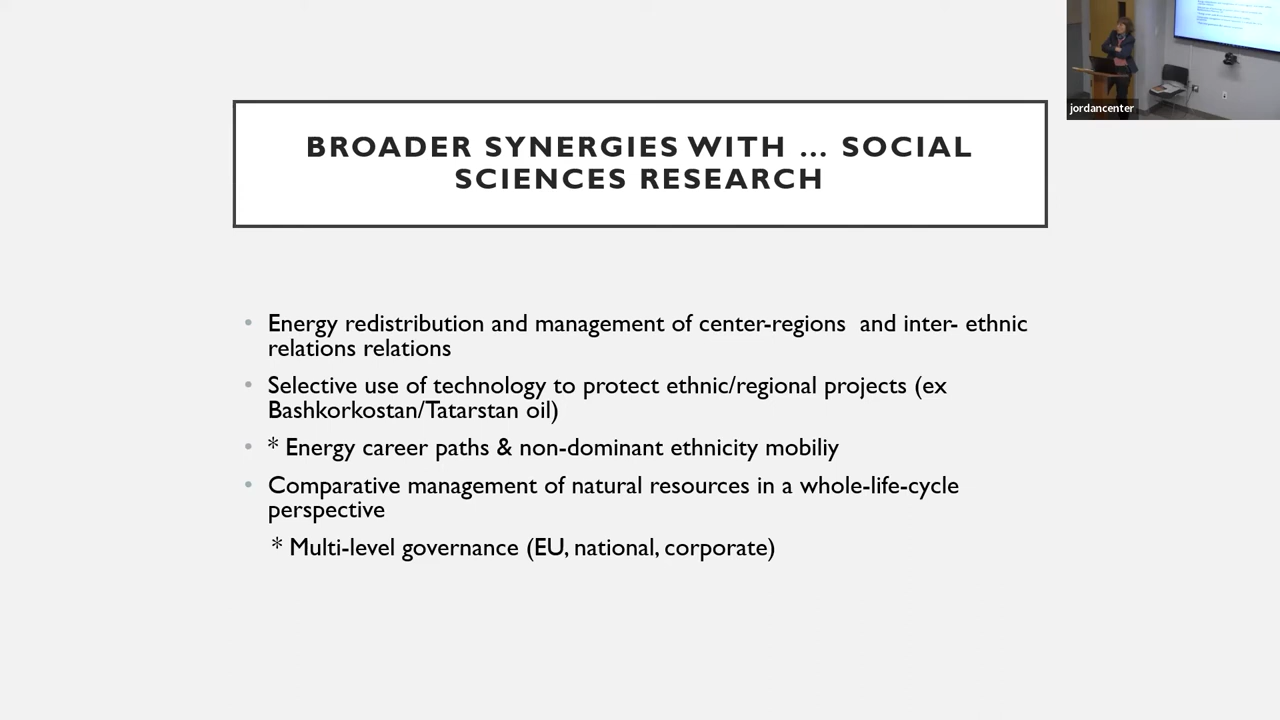 BROADER SYNERGIES WITH … SOCIAL
SCIENCES RESEARCH
jordancenter
• Energy redistribution and management of center-regions  and inter- ethnic
relations relations
• Selective use of technology to protect ethnic/regional projects (ex
Bashkorkostan/Tatarstan oil)
• * Energy career paths & non-dominant ethnicity mobiliy
• Comparative management of natural resources in a whole-life-cycle
perspective
* Multi-level governance (EU, national, corporate)